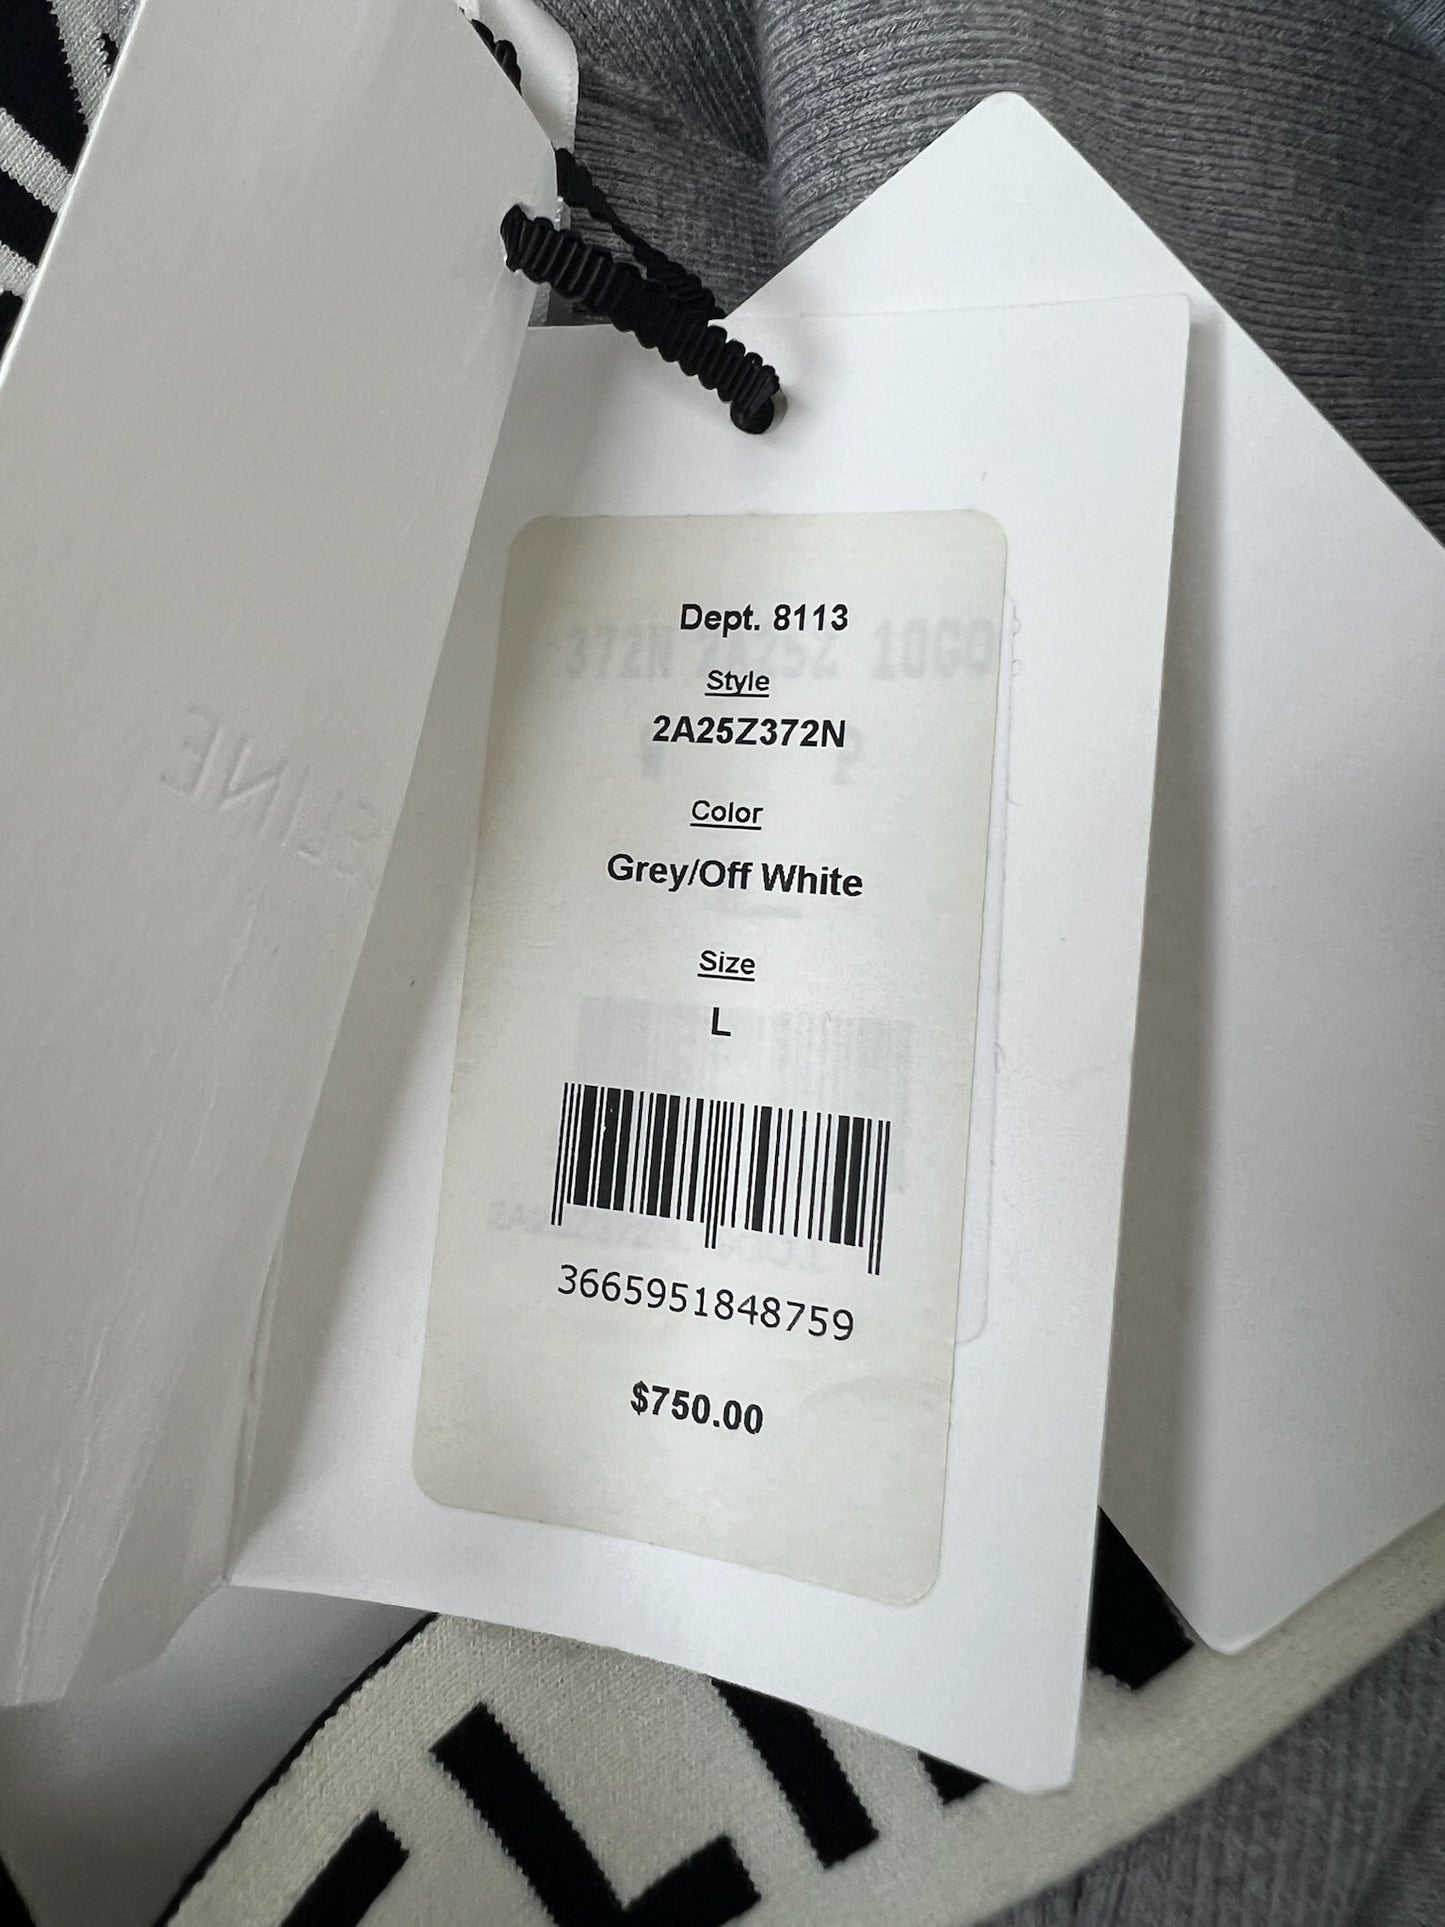 Dept. 8113
Style
2A25Z372N
Color
Grey/Off White
Size
L
3665951848759
$750.00